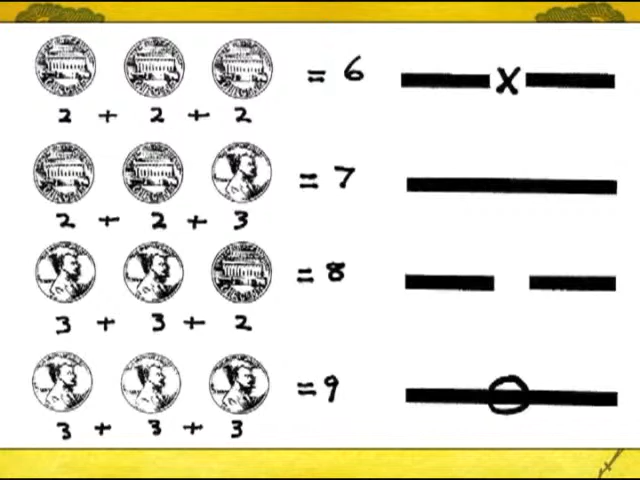 = 6 X
2 + 2 + 2
= 7
2 + 2 + 3
= 8
3 + 3 + 2
= 9
3 + 3 + 3